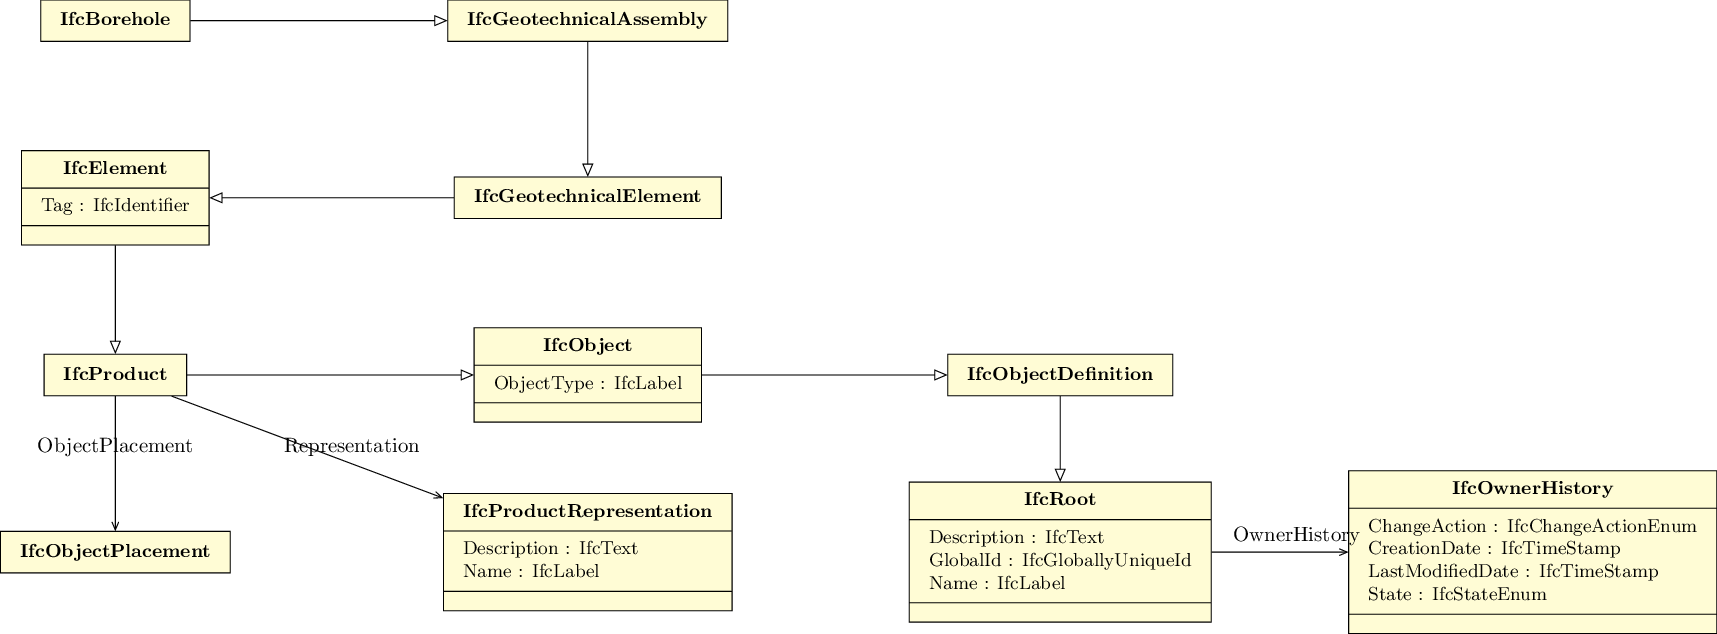 IfcBorehole
IfcGeotechnicalAssembly
IfcElement
Tag : IfcIdentifier
IfcGeotechnicalElement
IfcProduct
IfcObject
ObjectType : IfcLabel
IfcObjectDefinition
ObjectPlacement
Representation
IfcObjectPlacement
IfcProductRepresentation
Description : IfcText
Name : IfcLabel
IfcRoot
Description : IfcText
GlobalId : IfcGloballyUniqueId
Name : IfcLabel
OwnerHistory
IfcOwnerHistory
ChangeAction : IfcChangeActionEnum
CreationDate : IfcTimeStamp
LastModifiedDate : IfcTimeStamp
State : IfcStateEnum